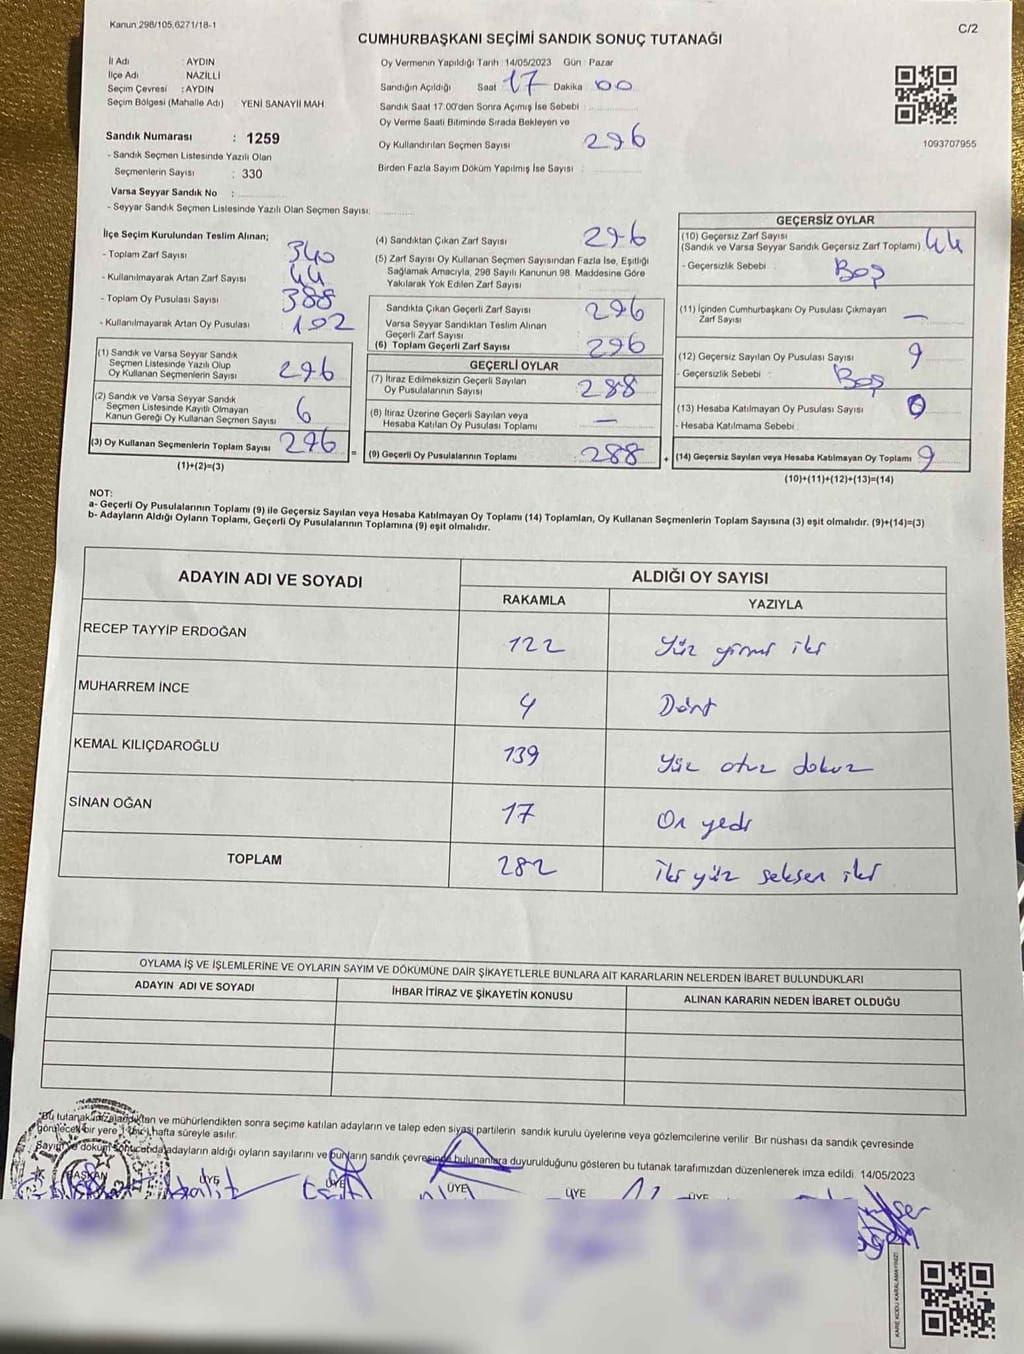 Kanun 298/105,6271/18-1
C/2
CUMHURBAŞKANI SEÇİMİ SANDIK SONUÇ TUTANAĞI
İl Adı : AYDIN
İlçe Adı : NAZİLLİ
Seçim Çevresi : AYDIN
Seçim Bölgesi (Mahalle Adı) : YENİ SANAYİİ MAH
Sandık Numarası : 1259
- Sandık Seçmen Listesinde Yazılı Olan
Seçmenlerin Sayısı : 330
Varsa Seyyar Sandık No :
- Seyyar Sandık Seçmen Listesinde Yazılı Olan Seçmen Sayısı:
Oy Vermenin Yapıldığı Tarih : 14/05/2023 Gün : Pazar
Sandığın Açıldığı Saat 17 Dakika 00
Sandık Saat 17:00'den Sonra Açımış İse Sebebi :
Oy Verme Saati Bitiminde Sırada Bekleyen ve
Oy Kullandırılan Seçmen Sayısı : 296
Birden Fazla Sayım Döküm Yapılmış İse Sayısı :
1093707955
İlçe Seçim Kurulundan Teslim Alınan;
- Toplam Zarf Sayısı : 340
- Kullanılmayarak Artan Zarf Sayısı : 44
- Toplam Oy Pusulası Sayısı : 388
- Kullanılmayarak Artan Oy Pusulası : 102
(1) Sandık ve Varsa Seyyar Sandık
Seçmen Listesinde Yazılı Olup
Oy Kullanan Seçmenlerin Sayısı : 296
(2) Sandık ve Varsa Seyyar Sandık
Seçmen Listesinde Kayıtlı Olmayan
Kanun Gereği Oy Kullanan Seçmen Sayısı : 6
(3) Oy Kullanan Seçmenlerin Toplam Sayısı : 296
(1)+(2)=(3)
(4) Sandıktan Çıkan Zarf Sayısı : 296
(5) Zarf Sayısı Oy Kullanan Seçmen Sayısından Fazla İse, Eşitliği
Sağlamak Amacıyla, 298 Sayılı Kanunun 98. Maddesine Göre
Yakılarak Yok Edilen Zarf Sayısı :
Sandıkta Çıkan Geçerli Zarf Sayısı : 296
Varsa Seyyar Sandıktan Teslim Alınan
Geçerli Zarf Sayısı :
(6) Toplam Geçerli Zarf Sayısı : 296
GEÇERLİ OYLAR
(7) İtiraz Edilmeksizin Geçerli Sayılan
Oy Pusulalarının Sayısı : 288
(8) İtiraz Üzerine Geçerli Sayılan veya
Hesaba Katılan Oy Pusulası Toplamı : —
(9) Geçerli Oy Pusulalarının Toplamı : 288
GEÇERSİZ OYLAR
(10) Geçersiz Zarf Sayısı
(Sandık ve Varsa Seyyar Sandık Geçersiz Zarf Toplamı) : 44
- Geçersizlik Sebebi : Boş
(11) İçinden Cumhurbaşkanı Oy Pusulası Çıkmayan
Zarf Sayısı : —
(12) Geçersiz Sayılan Oy Pusulası Sayısı : 9
- Geçersizlik Sebebi : Boş
(13) Hesaba Katılmayan Oy Pusulası Sayısı : 0
- Hesaba Katılmama Sebebi :
(14) Geçersiz Sayılan veya Hesaba Katılmayan Oy Toplamı : 9
(10)+(11)+(12)+(13)=(14)
NOT:
a- Geçerli Oy Pusulalarının Toplamı (9) ile Geçersiz Sayılan veya Hesaba Katılmayan Oy Toplamı (14) Toplamları, Oy Kullanan Seçmenlerin Toplam Sayısına (3) eşit olmalıdır. (9)+(14)=(3)
b- Adayların Aldığı Oyların Toplamı, Geçerli Oy Pusulalarının Toplamına (9) eşit olmalıdır.
ADAYIN ADI VE SOYADI
ALDIĞI OY SAYISI
RAKAMLA YAZIYLA
RECEP TAYYİP ERDOĞAN 122 Yüz yirmi iki
MUHARREM İNCE 4 Dört
KEMAL KILIÇDAROĞLU 139 Yüz otuz dokuz
SİNAN OĞAN 17 On yedi
TOPLAM 282 iki yüz seksen iki
OYLAMA İŞ VE İŞLEMLERİNE VE OYLARIN SAYIM VE DÖKÜMÜNE DAİR ŞİKAYETLERLE BUNLARA AİT KARARLARIN NELERDEN İBARET BULUNDUKLARI
ADAYIN ADI VE SOYADI İHBAR İTİRAZ VE ŞİKAYETİN KONUSU ALINAN KARARIN NEDEN İBARET OLDUĞU
*Bu tutanak imzalandıktan ve mühürlendikten sonra seçime katılan adayların ve talep eden siyasi partilerin sandık kurulu üyelerine veya gözlemcilerine verilir. Bir nüshası da sandık çevresinde
görülecek bir yere 1 (bir) hafta süreyle asılır.
Sayım ve döküm sonucunda adayların aldığı oyların sayılarını ve bunların sandık çevresinde bulunanlara duyurulduğunu gösteren bu tutanak tarafımızdan düzenlenerek imza edildi. 14/05/2023
BAŞKAN ÜYE ÜYE ÜYE ÜYE ÜYE
KARE KODU KARALAMAYINIZ!